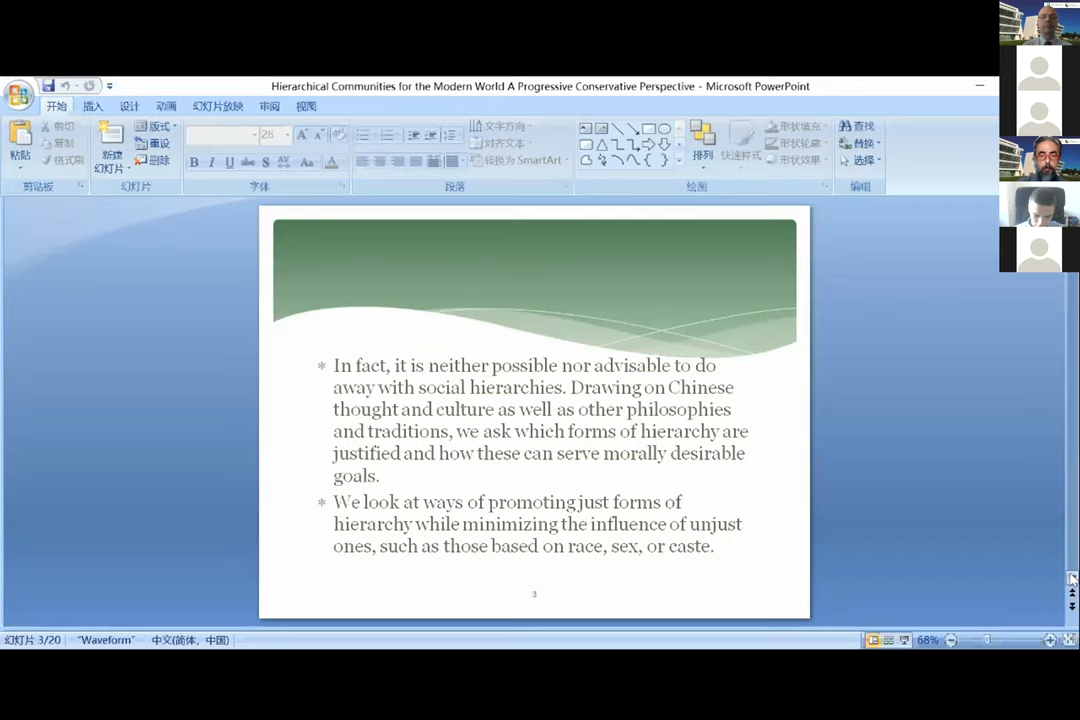 Hierarchical Communities for the Modern World A Progressive Conservative Perspective - Microsoft PowerPoint
开始 插入 设计 动画 幻灯片放映 审阅 视图
粘贴
剪切
复制
格式刷
剪贴板
新建
幻灯片
版式
重设
删除
幻灯片
28
B I U abe S AV Aa A
字体
文字方向
对齐文本
转换为 SmartArt
段落
排列
快速样式
形状填充
形状轮廓
形状效果
绘图
查找
替换
选择
编辑
* In fact, it is neither possible nor advisable to do
away with social hierarchies. Drawing on Chinese
thought and culture as well as other philosophies
and traditions, we ask which forms of hierarchy are
justified and how these can serve morally desirable
goals.
* We look at ways of promoting just forms of
hierarchy while minimizing the influence of unjust
ones, such as those based on race, sex, or caste.
3
幻灯片 3/20 "Waveform" 中文(简体, 中国) 68%